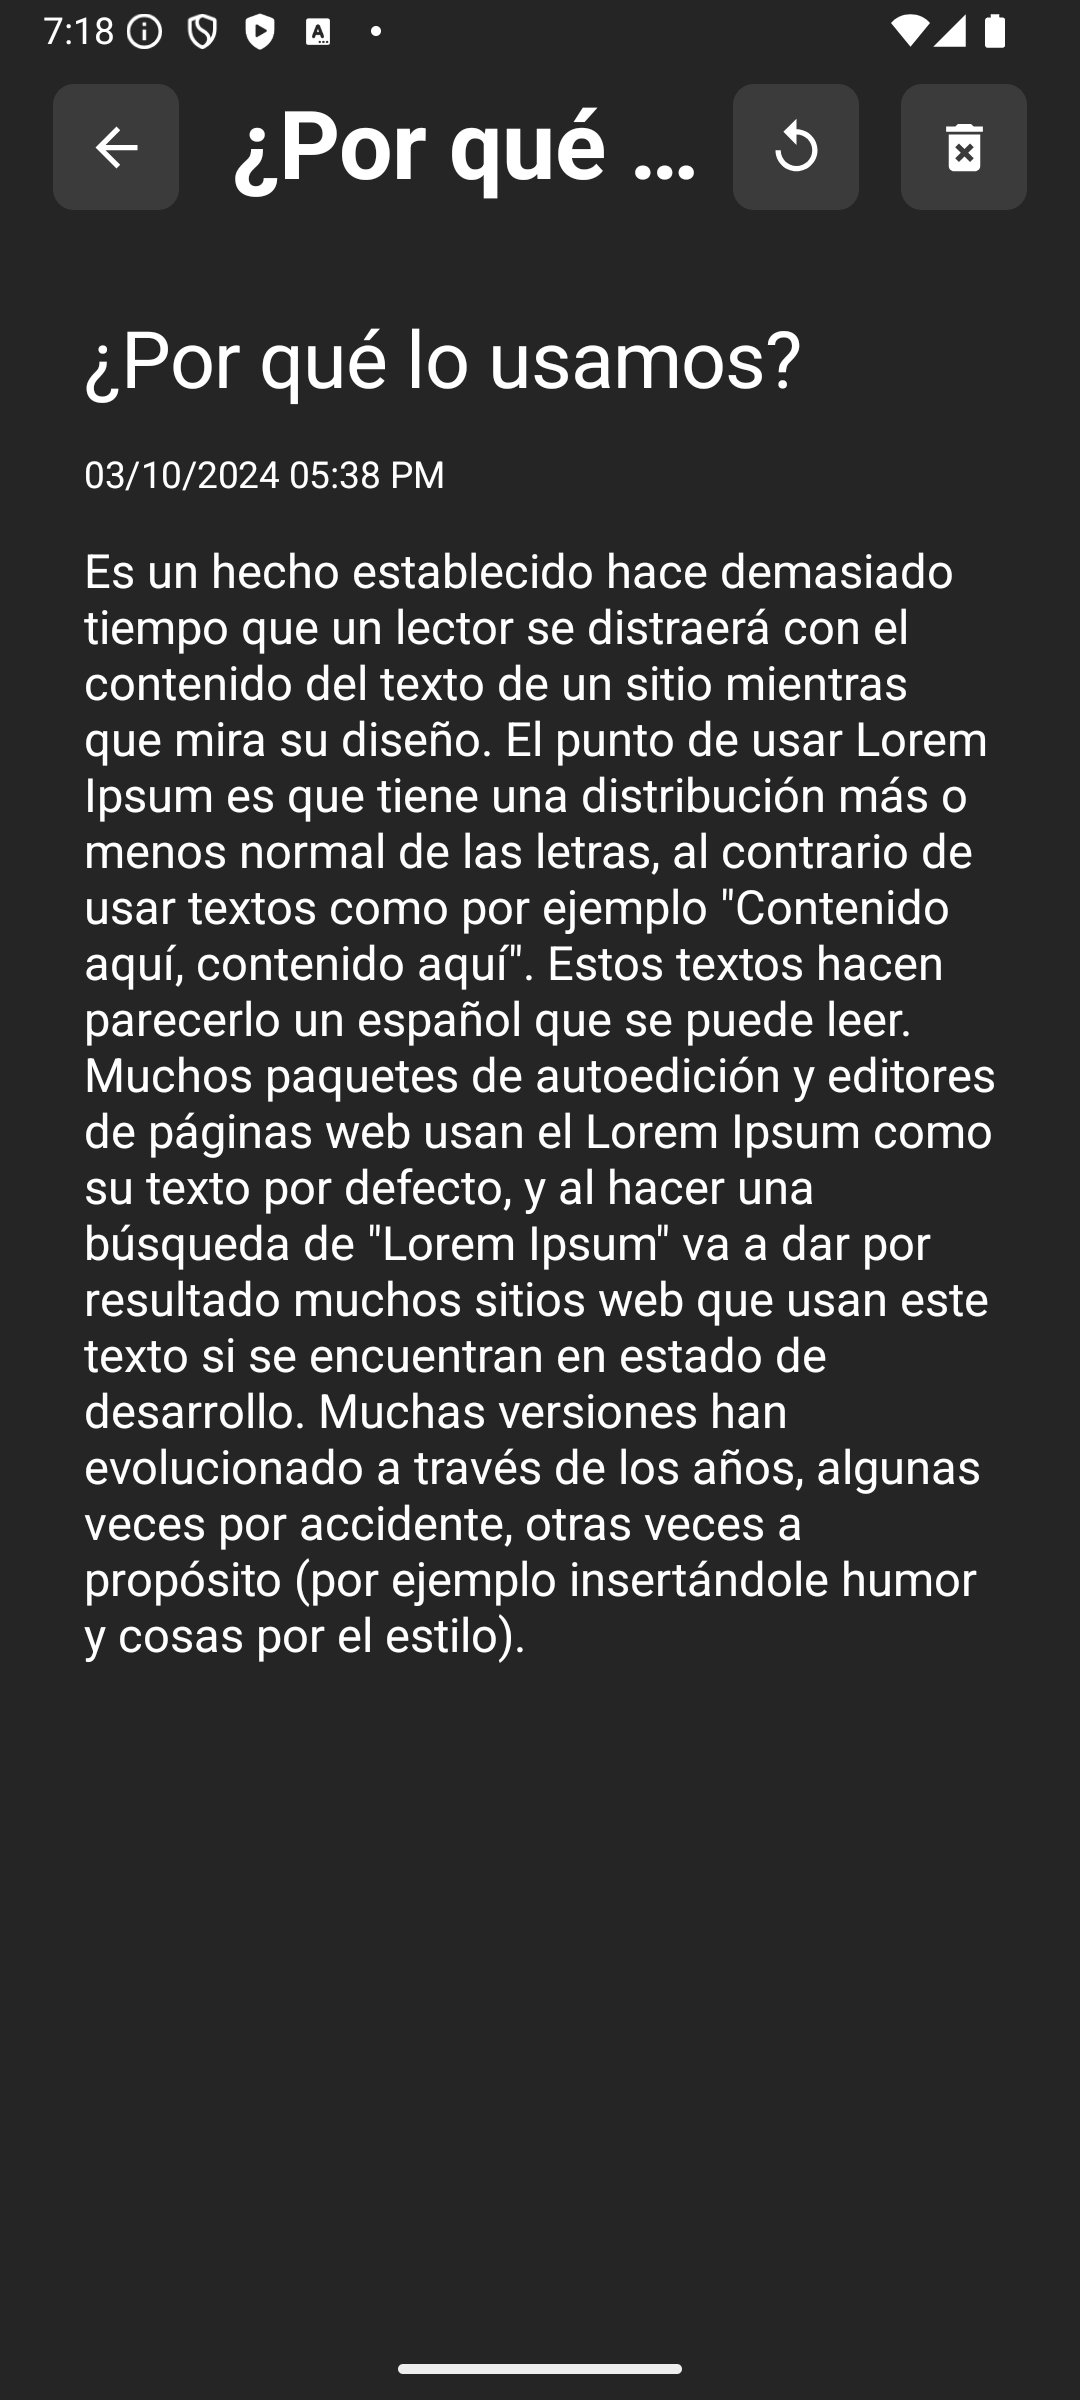 7:18
¿Por qué ...
¿Por qué lo usamos?
03/10/2024 05:38 PM
Es un hecho establecido hace demasiado
tiempo que un lector se distraerá con el
contenido del texto de un sitio mientras
que mira su diseño. El punto de usar Lorem
Ipsum es que tiene una distribución más o
menos normal de las letras, al contrario de
usar textos como por ejemplo "Contenido
aquí, contenido aquí". Estos textos hacen
parecerlo un español que se puede leer.
Muchos paquetes de autoedición y editores
de páginas web usan el Lorem Ipsum como
su texto por defecto, y al hacer una
búsqueda de "Lorem Ipsum" va a dar por
resultado muchos sitios web que usan este
texto si se encuentran en estado de
desarrollo. Muchas versiones han
evolucionado a través de los años, algunas
veces por accidente, otras veces a
propósito (por ejemplo insertándole humor
y cosas por el estilo).